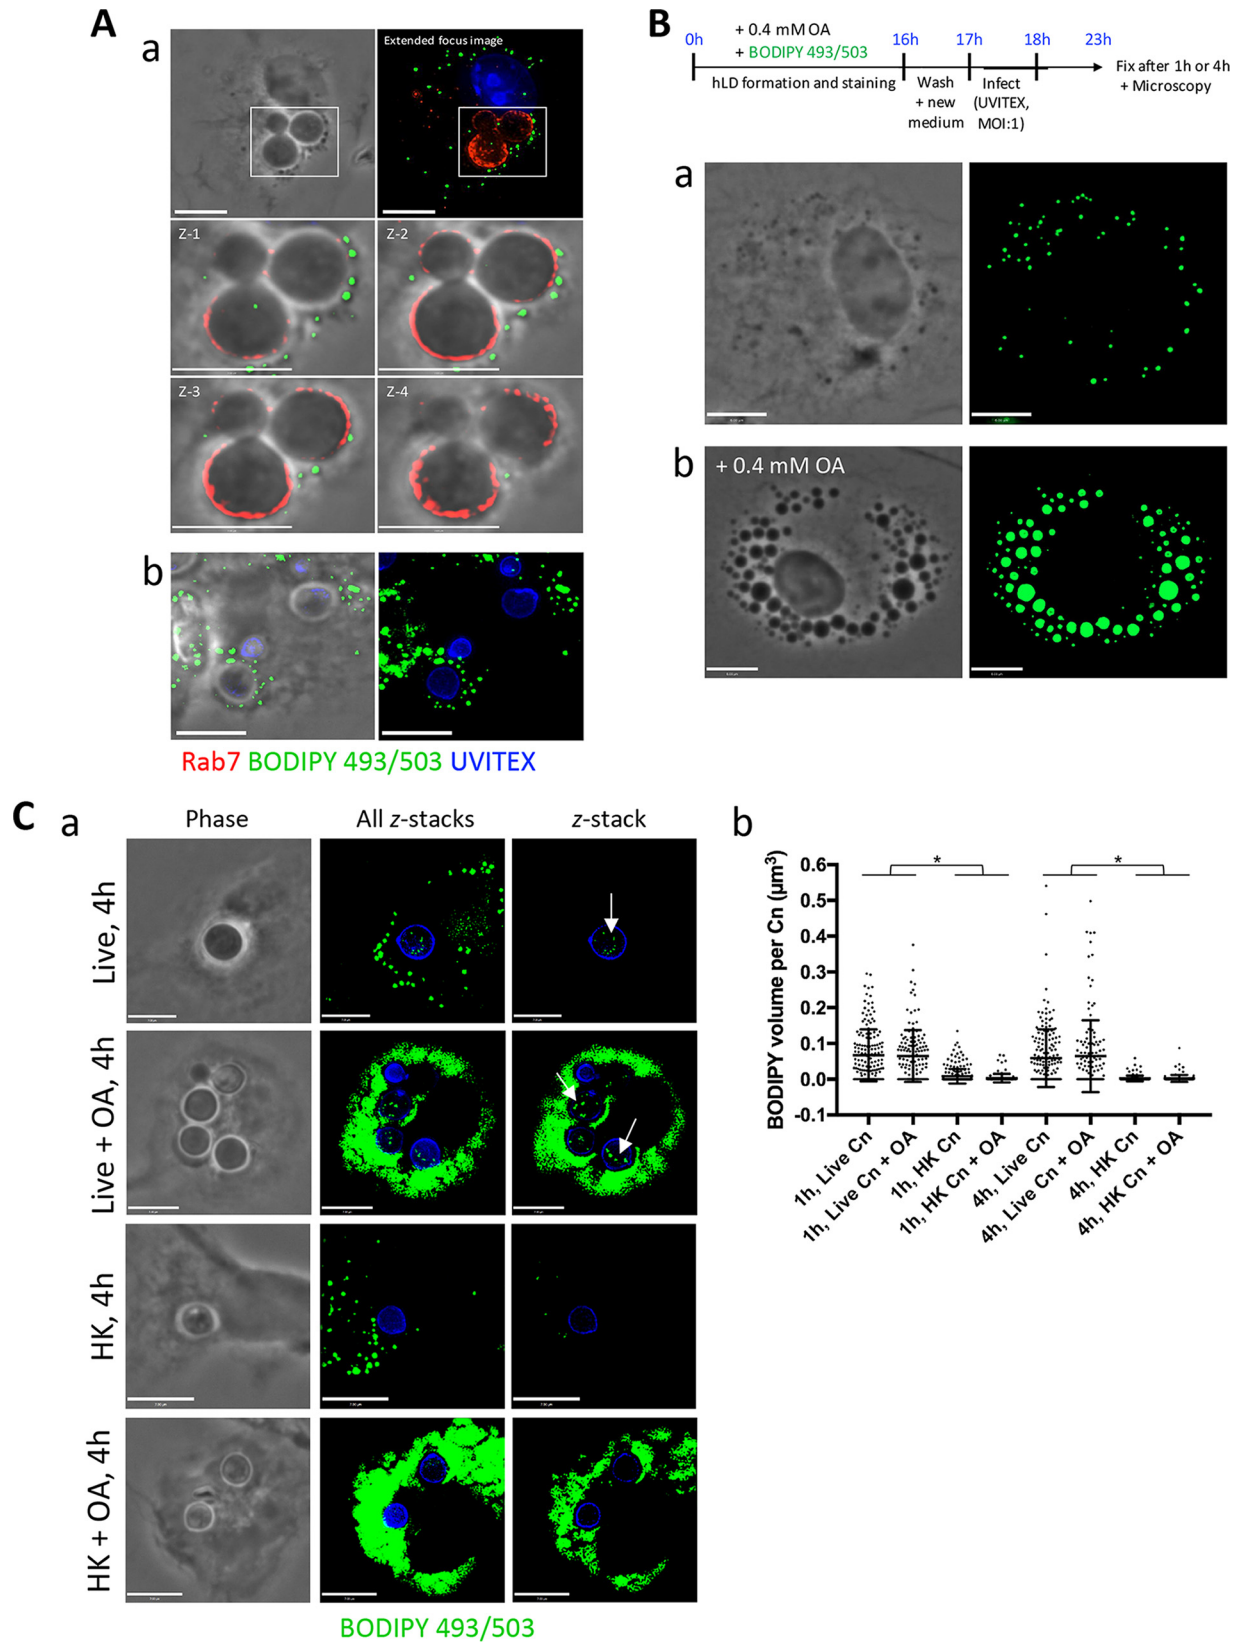 A
a
Extended focus image
Z-1
Z-2
Z-3
Z-4
b
Rab7 BODIPY 493/503 UVITEX
B
+ 0.4 mM OA
+ BODIPY 493/503
0h
16h
17h
18h
23h
hLD formation and staining
Wash
+ new
medium
Infect
(UVITEX,
MOI:1)
Fix after 1h or 4h
+ Microscopy
a
b
+ 0.4 mM OA
C
a
Phase
All z-stacks
z-stack
Live, 4h
Live + OA, 4h
HK, 4h
HK + OA, 4h
BODIPY 493/503
b
BODIPY volume per Cn (µm³)
0.6
0.5
0.4
0.3
0.2
0.1
0.0
-0.1
*
*
1h, Live Cn
1h, Live Cn + OA
1h, HK Cn
1h, HK Cn + OA
4h, Live Cn
4h, Live Cn + OA
4h, HK Cn
4h, HK Cn + OA